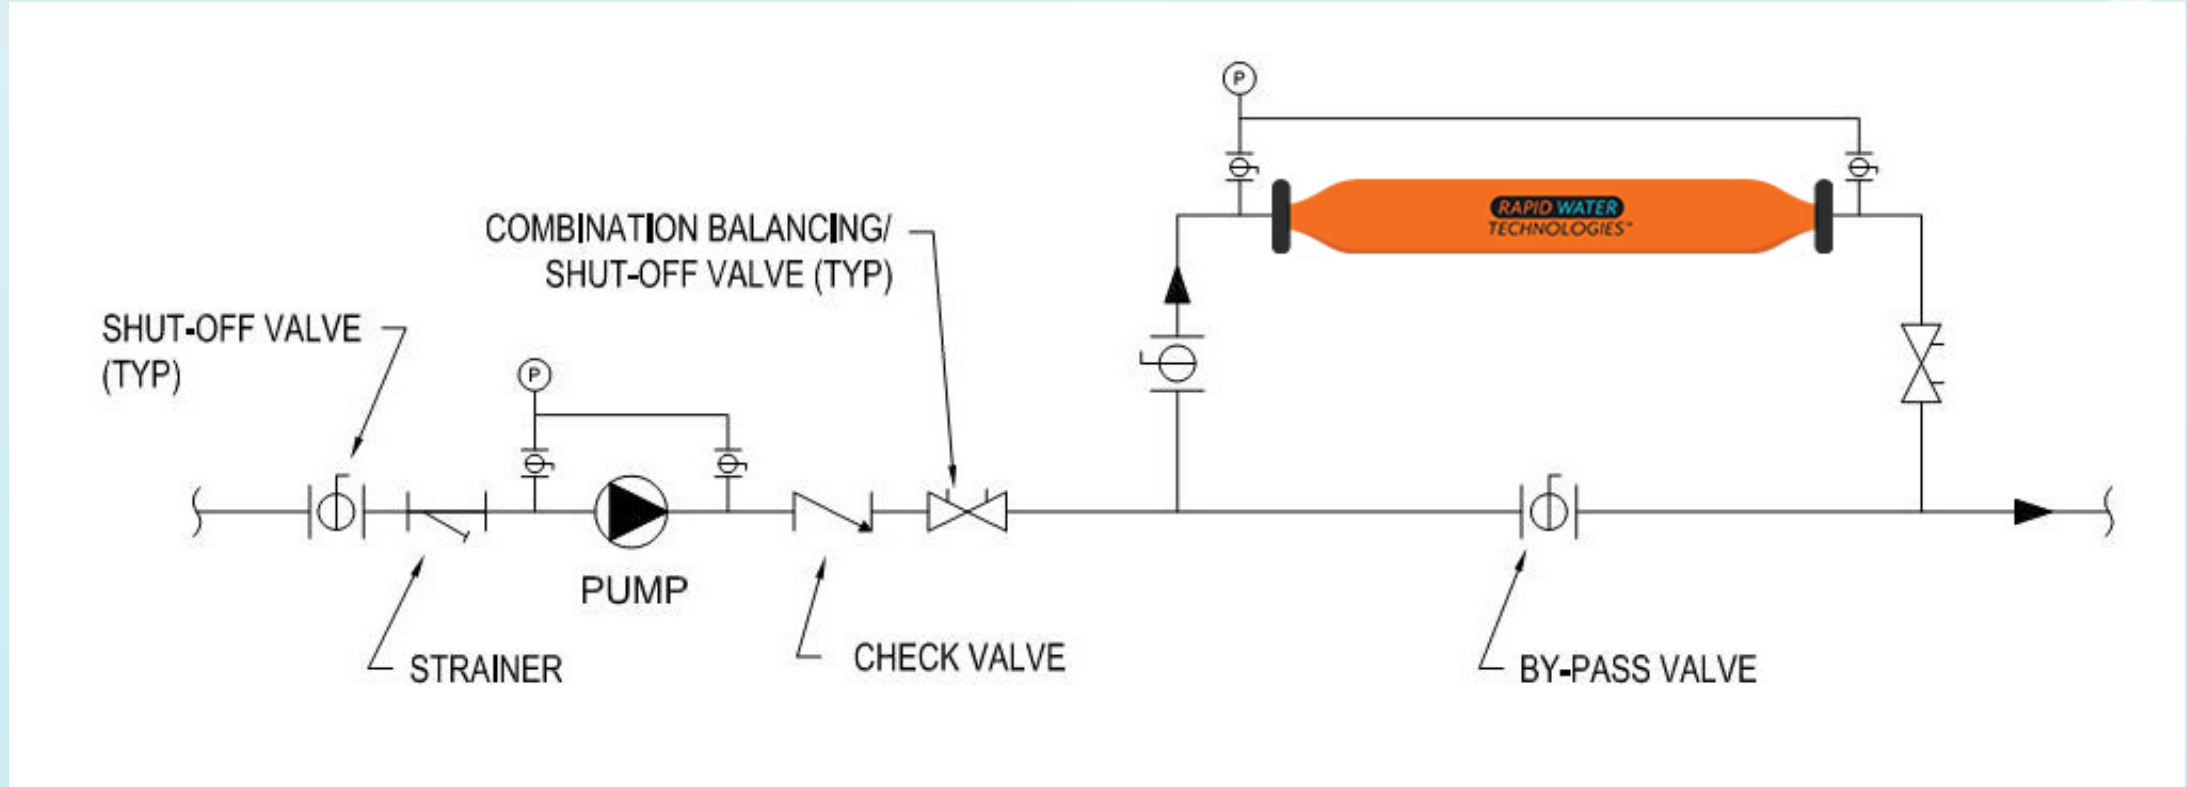 P
RAPID WATER
TECHNOLOGIES™
COMBINATION BALANCING/
SHUT-OFF VALVE (TYP)
SHUT-OFF VALVE
(TYP)
P
PUMP
STRAINER
CHECK VALVE
BY-PASS VALVE